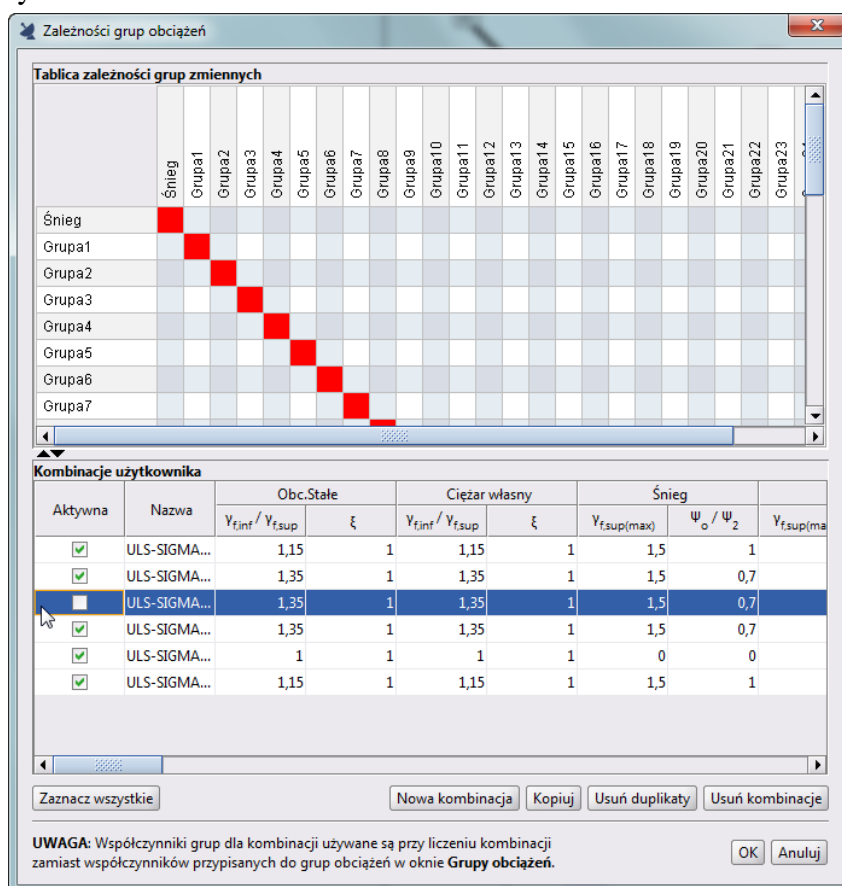 Zależności grup obciążeń
Tablica zależności grup zmiennych
Śnieg Grupa1 Grupa2 Grupa3 Grupa4 Grupa5 Grupa6 Grupa7 Grupa8 Grupa9 Grupa10 Grupa11 Grupa12 Grupa13 Grupa14 Grupa15 Grupa16 Grupa17 Grupa18 Grupa19 Grupa20 Grupa21 Grupa22 Grupa23
Śnieg
Grupa1
Grupa2
Grupa3
Grupa4
Grupa5
Grupa6
Grupa7
Kombinacje użytkownika
Aktywna Nazwa Obc.Stałe Ciężar własny Śnieg
γf,inf / γf,sup ξ γf,inf / γf,sup ξ γf,sup(max) Ψo / Ψ2 γf,sup(ma
ULS-SIGMA... 1,15 1 1,15 1 1,5 1
ULS-SIGMA... 1,35 1 1,35 1 1,5 0,7
ULS-SIGMA... 1,35 1 1,35 1 1,5 0,7
ULS-SIGMA... 1,35 1 1,35 1 1,5 0,7
ULS-SIGMA... 1 1 1 1 0 0
ULS-SIGMA... 1,15 1 1,15 1 1,5 1
Zaznacz wszystkie Nowa kombinacja Kopiuj Usuń duplikaty Usuń kombinacje
UWAGA: Współczynniki grup dla kombinacji używane są przy liczeniu kombinacji
zamiast współczynników przypisanych do grup obciążeń w oknie Grupy obciążeń.
OK Anuluj